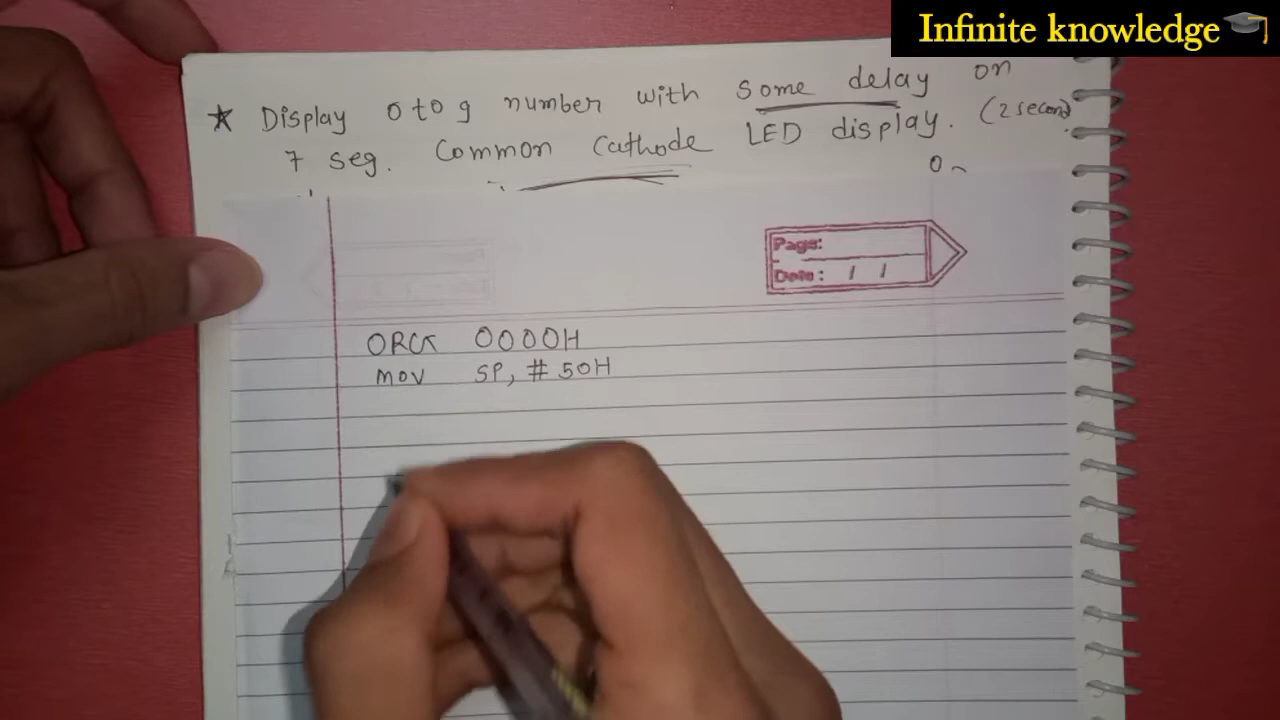 Infinite knowledge
★ Display 0 to 9 number with some delay on
7 seg. Common Cathode LED display. (2 second
Page:
Date: / /
ORG 0000H
MOV SP, #50H